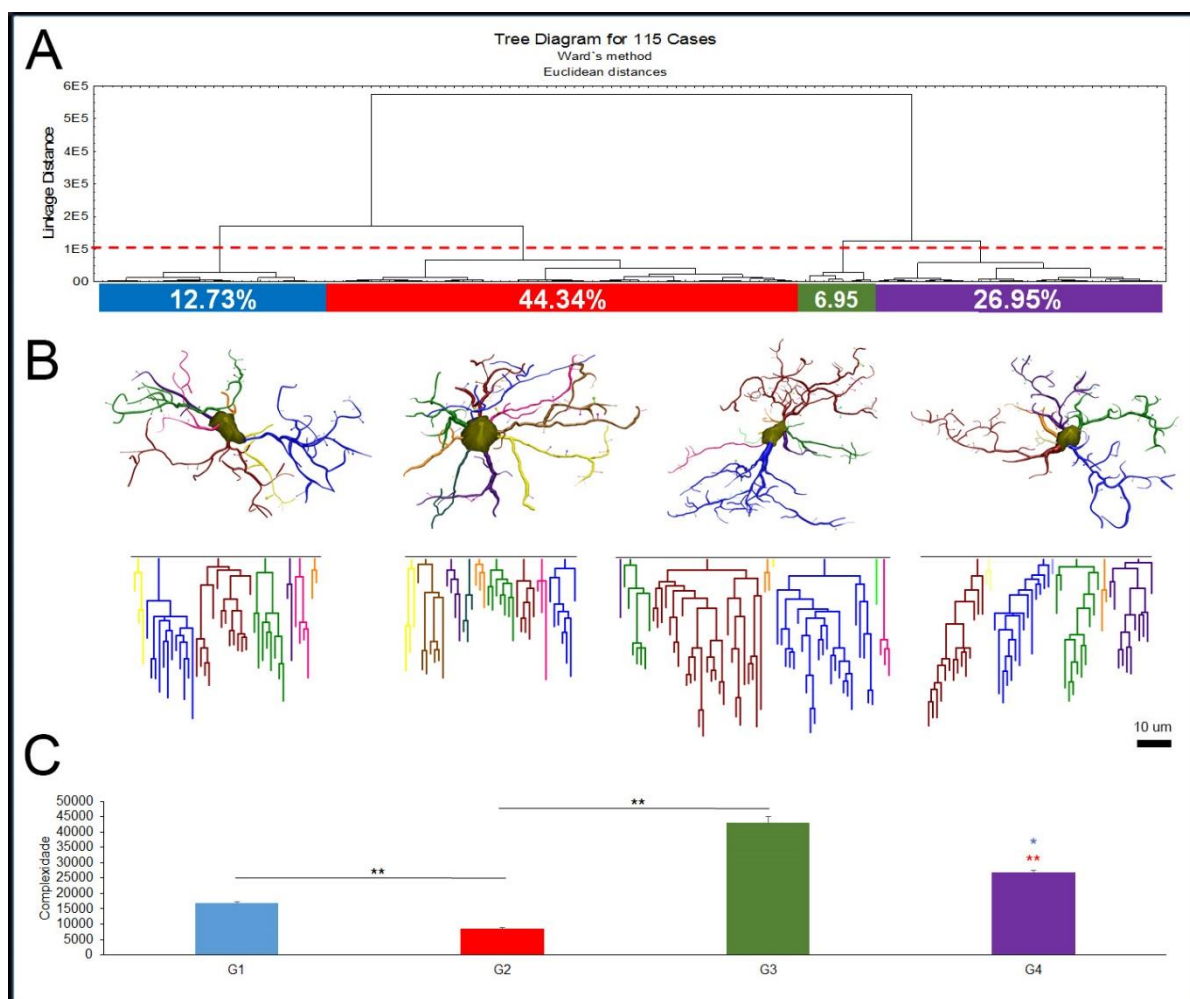 A
Tree Diagram for 115 Cases
Ward`s method
Euclidean distances
Linkage Distance
6E5
5E5
4E5
3E5
2E5
1E5
00
12.73% 44.34% 6.95 26.95%
B
10 um
C
Complexidade
50000
45000
40000
35000
30000
25000
20000
15000
10000
5000
0
**
**
*
**
G1 G2 G3 G4